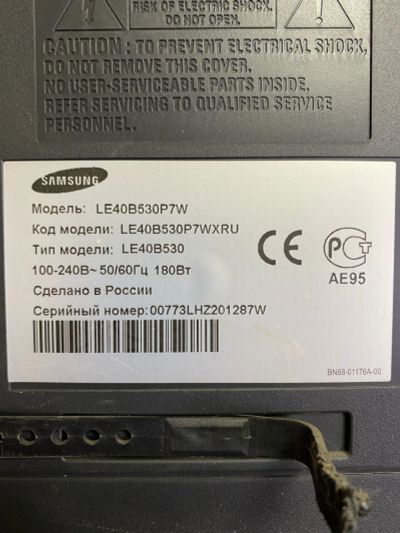 RISK OF ELECTRIC SHOCK.
DO NOT OPEN.
CAUTION : TO PREVENT ELECTRICAL SHOCK,
DO NOT REMOVE THIS COVER.
NO USER-SERVICEABLE PARTS INSIDE.
REFER SERVICING TO QUALIFIED SERVICE
PERSONNEL.
SAMSUNG
Модель: LE40B530P7W
Код модели: LE40B530P7WXRU
Тип модели: LE40B530
100-240В~ 50/60Гц 180Вт
Сделано в России
Серийный номер:00773LHZ201287W
CE
РСТ
АЕ95
BN68-01176A-00